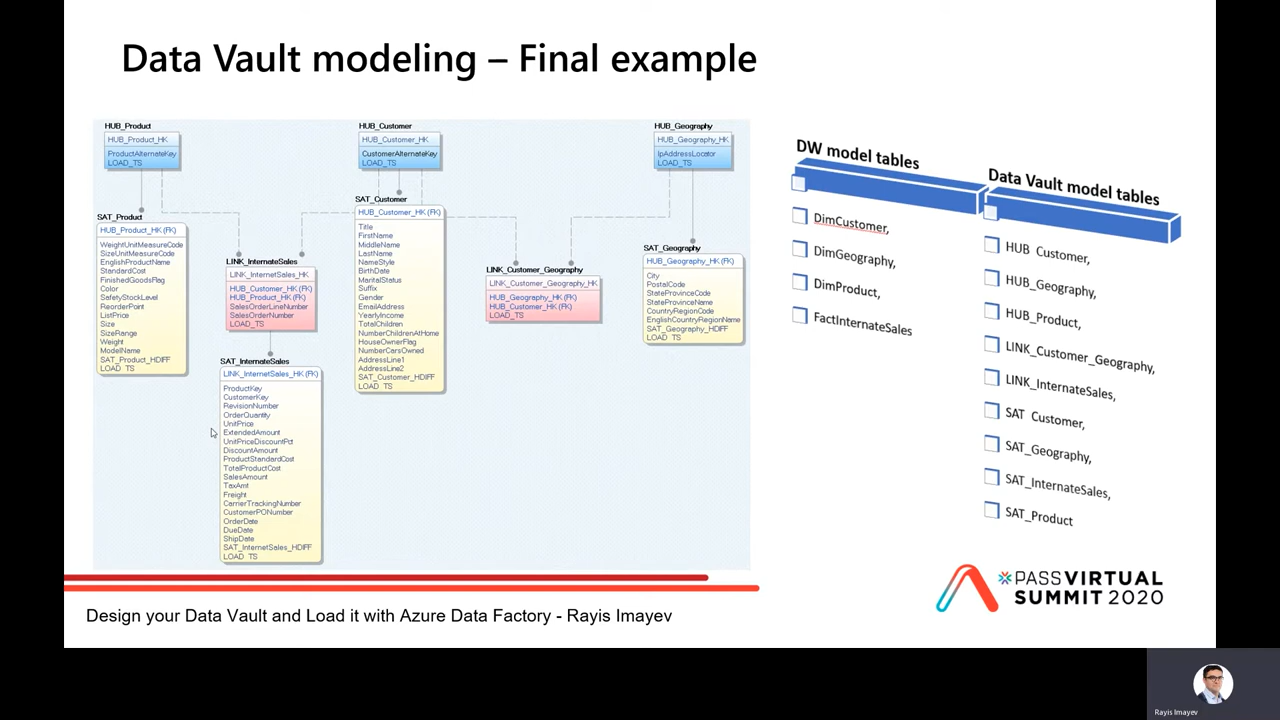 Data Vault modeling – Final example
HUB_Product
HUB_Product_HK
ProductAlternateKey
LOAD_TS
HUB_Customer
HUB_Customer_HK
CustomerAlternateKey
LOAD_TS
HUB_Geography
HUB_Geography_HK
IpAddressLocator
LOAD_TS
SAT_Product
HUB_Product_HK (FK)
WeightUnitMeasureCode
SizeUnitMeasureCode
EnglishProductName
StandardCost
FinishedGoodsFlag
Color
SafetyStockLevel
ReorderPoint
ListPrice
Size
SizeRange
Weight
ModelName
SAT_Product_HDIFF
LOAD_TS
LINK_InternateSales
LINK_InternetSales_HK
HUB_Customer_HK (FK)
HUB_Product_HK (FK)
SalesOrderLineNumber
SalesOrderNumber
LOAD_TS
SAT_InternateSales
LINK_InternetSales_HK (FK)
ProductKey
CustomerKey
RevisionNumber
OrderQuantity
UnitPrice
ExtendedAmount
UnitPriceDiscountPct
DiscountAmount
ProductStandardCost
TotalProductCost
SalesAmount
TaxAmt
Freight
CarrierTrackingNumber
CustomerPONumber
OrderDate
DueDate
ShipDate
SAT_InternetSales_HDIFF
LOAD_TS
SAT_Customer
HUB_Customer_HK (FK)
Title
FirstName
MiddleName
LastName
NameStyle
BirthDate
MaritalStatus
Suffix
Gender
EmailAddress
YearlyIncome
TotalChildren
NumberChildrenAtHome
HouseOwnerFlag
NumberCarsOwned
AddressLine1
AddressLine2
SAT_Customer_HDIFF
LOAD_TS
LINK_Customer_Geography
LINK_Customer_Geography_HK
HUB_Geography_HK (FK)
HUB_Customer_HK (FK)
LOAD_TS
SAT_Geography
HUB_Geography_HK (FK)
City
PostalCode
StateProvinceCode
StateProvinceName
CountryRegionCode
EnglishCountryRegionName
SAT_Geography_HDIFF
LOAD_TS
DW model tables
DimCustomer,
DimGeography,
DimProduct,
FactInternateSales
Data Vault model tables
HUB_Customer,
HUB_Geography,
HUB_Product,
LINK_Customer_Geography,
LINK_InternateSales,
SAT_Customer,
SAT_Geography,
SAT_InternateSales,
SAT_Product
PASS VIRTUAL
SUMMIT 2020
Design your Data Vault and Load it with Azure Data Factory - Rayis Imayev
Rayis Imayev